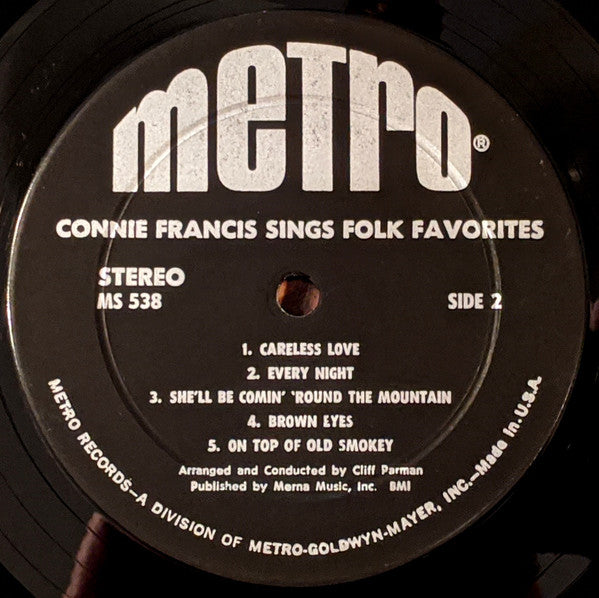 metro®
CONNIE FRANCIS SINGS FOLK FAVORITES
STEREO
MS 538
SIDE 2
1. CARELESS LOVE
2. EVERY NIGHT
3. SHE'LL BE COMIN' 'ROUND THE MOUNTAIN
4. BROWN EYES
5. ON TOP OF OLD SMOKEY
Arranged and Conducted by Cliff Parman
Published by Merna Music, Inc. BMI
METRO RECORDS—A DIVISION OF METRO-GOLDWYN-MAYER, INC.—Made in U.S.A.